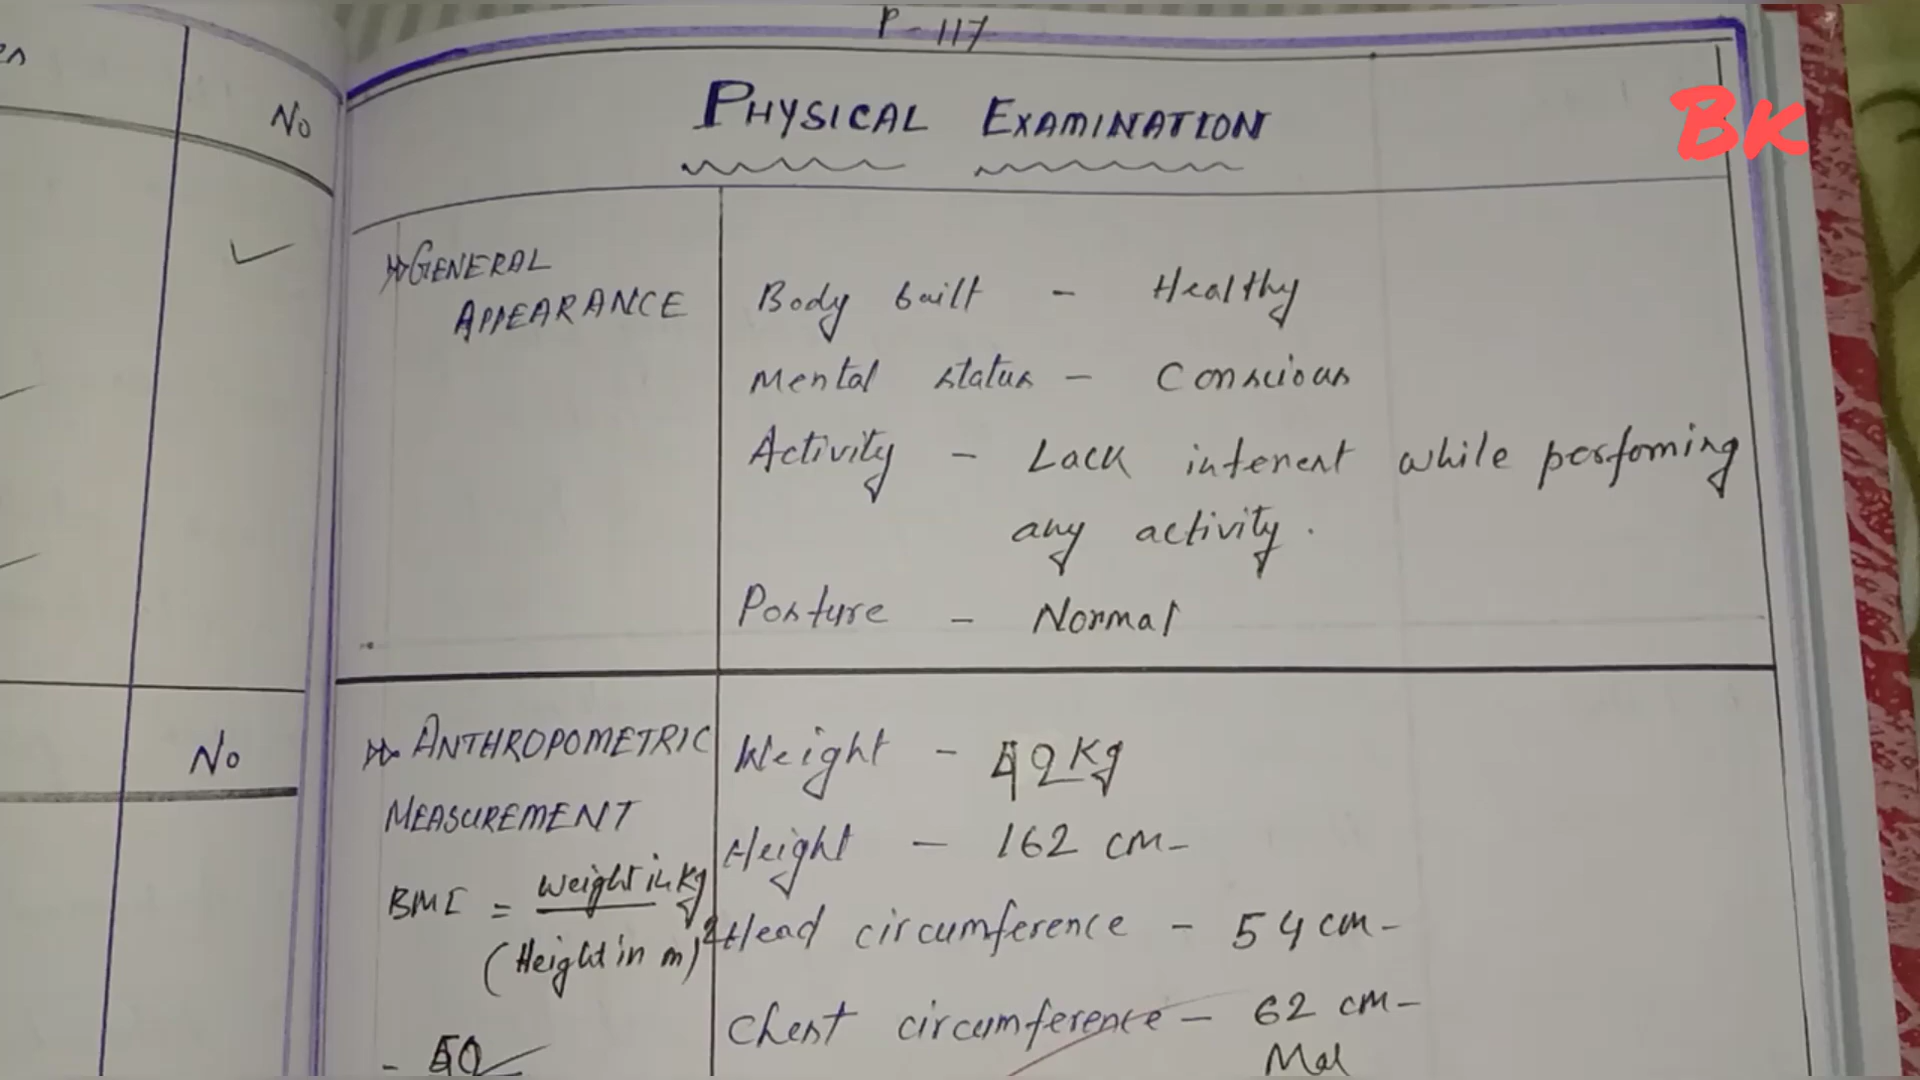 P-117
PHYSICAL EXAMINATION
BK
No
GENERAL
APPEARANCE
Body built - Healthy
Mental status - Conscious
Activity - Lack interest while perfoming
any activity.
Posture - Normal
No
ANTHROPOMETRIC
MEASUREMENT
BMI = Weight in kg
(Height in m)²
Weight - Kg
Height - 162 cm-
Head circumference - 54 cm-
Chest circumference - 62 cm-